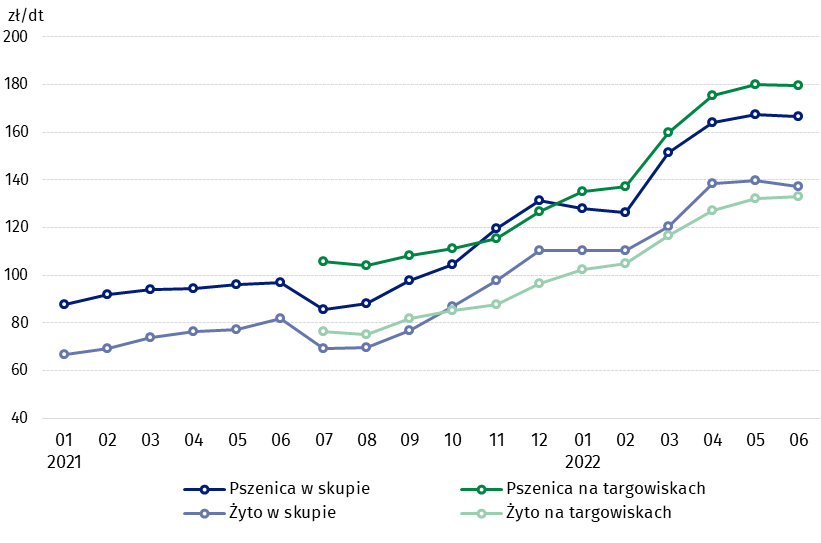 zł/dt
200
180
160
140
120
100
80
60
40
01 02 03 04 05 06 07 08 09 10 11 12 01 02 03 04 05 06
2021 2022
Pszenica w skupie Pszenica na targowiskach
Żyto w skupie Żyto na targowiskach